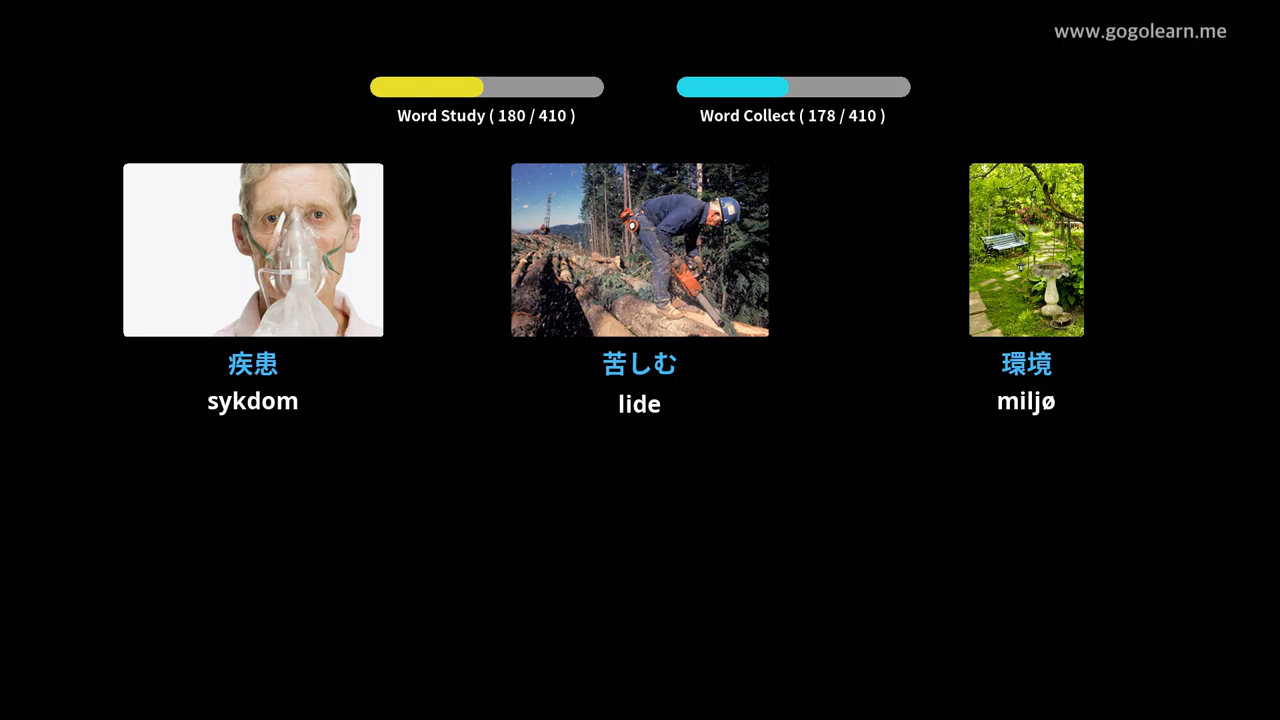 www.gogolearn.me
Word Study ( 180 / 410 )
Word Collect ( 178 / 410 )
疾患
苦しむ
環境
sykdom
lide
miljø